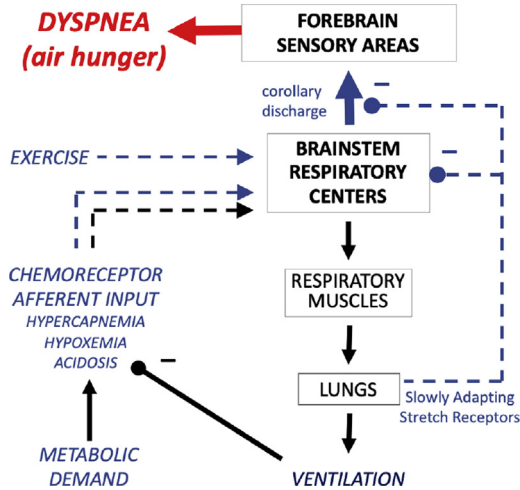 DYSPNEA
(air hunger)
FOREBRAIN
SENSORY AREAS
corollary
discharge
–
EXERCISE
BRAINSTEM
RESPIRATORY
CENTERS
–
CHEMORECEPTOR
AFFERENT INPUT
HYPERCAPNEMIA
HYPOXEMIA
ACIDOSIS
–
RESPIRATORY
MUSCLES
LUNGS
Slowly Adapting
Stretch Receptors
METABOLIC
DEMAND
VENTILATION